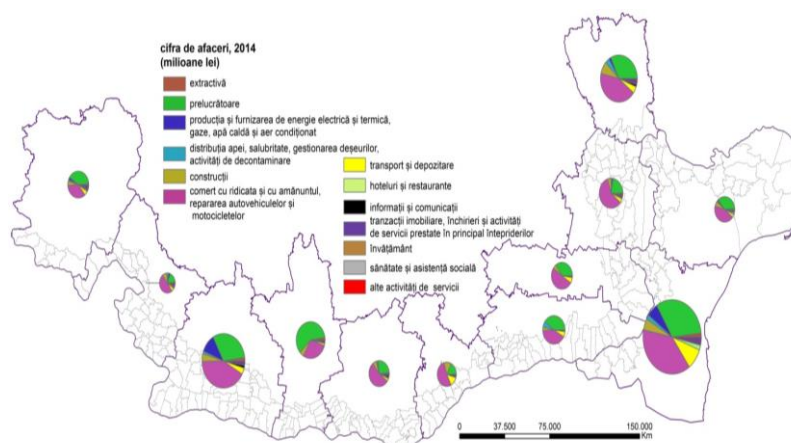 cifra de afaceri, 2014
(milioane lei)
extractivă
prelucrătoare
producția și furnizarea de energie electrică și termică,
gaze, apă caldă și aer condiționat
distribuția apei, salubritate, gestionarea deșeurilor,
activități de decontaminare
construcții
comerț cu ridicata și cu amănuntul,
repararea autovehiculelor și
motocicletelor
transport și depozitare
hoteluri și restaurante
informații și comunicații
tranzacții imobiliare, închirieri și activități
de servicii prestate în principal întepriderilor
învățământ
sănătate și asistență socială
alte activități de servicii
0 37.500 75.000 150.000
Km